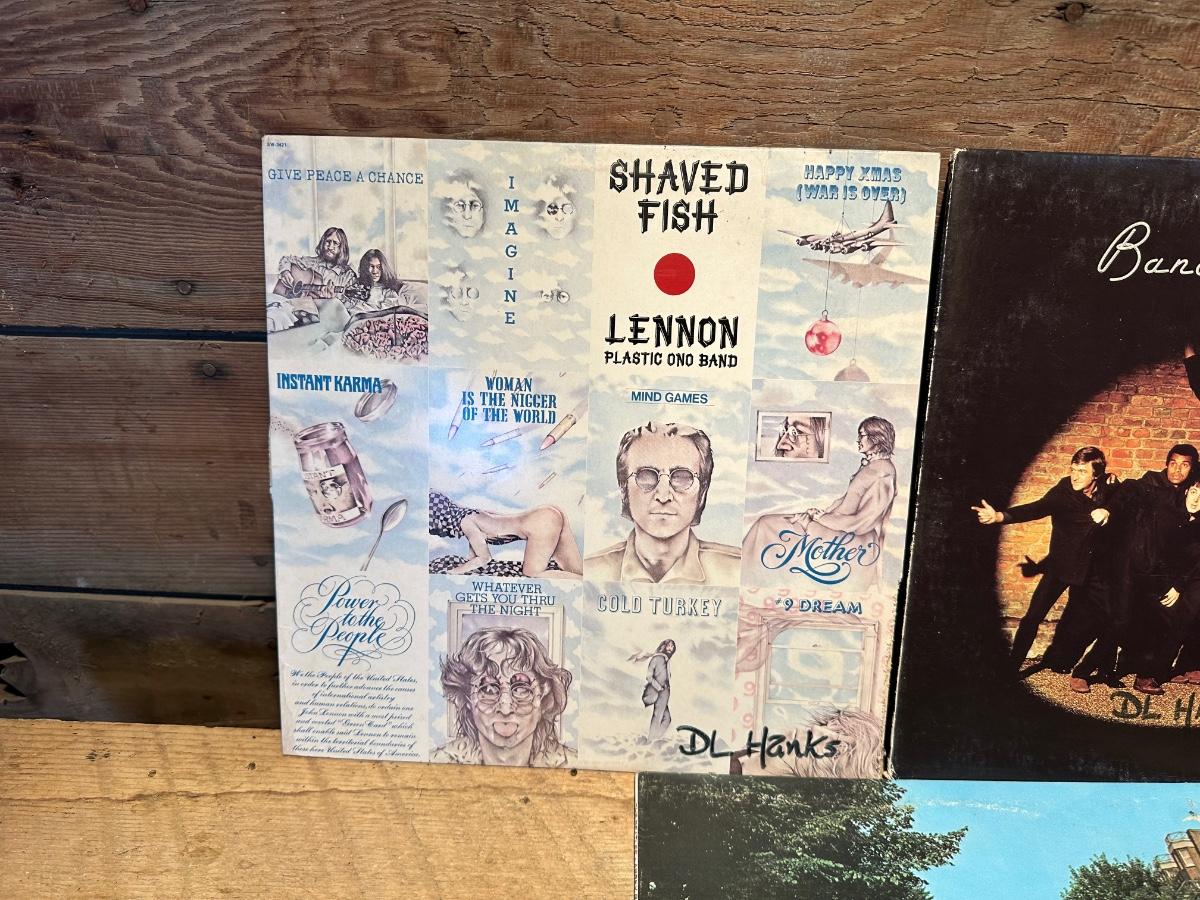 SW-3421
GIVE PEACE A CHANCE
I
M
A
G
I
N
E
SHAVED
FISH
LENNON
PLASTIC ONO BAND
HAPPY XMAS
(WAR IS OVER)
INSTANT KARMA
WOMAN
IS THE NIGGER
OF THE WORLD
MIND GAMES
Mother
Power
to the
People
We the People of the United States,
in order to further advance the causes
of international artistry
and human relations, do ordain one
John Lennon with a most prized
and coveted "Green Card" which
shall enable said Lennon to remain
within the territorial boundaries of
these here United States of America.
WHATEVER
GETS YOU THRU
THE NIGHT
COLD TURKEY
#9 DREAM
DL Hanks
Band
DL H